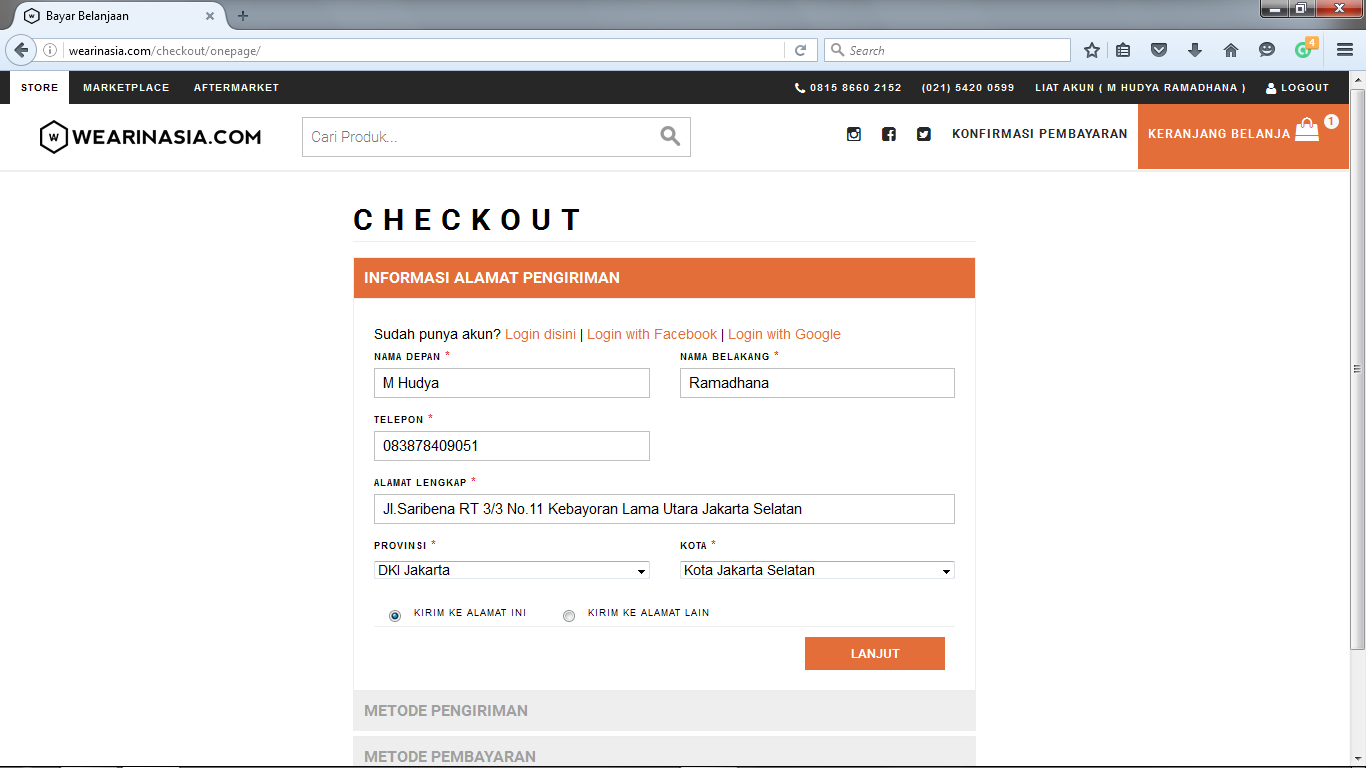 Bayar Belanjaan
wearinasia.com/checkout/onepage/
Search
4
STORE MARKETPLACE AFTERMARKET 0815 8660 2152 (021) 5420 0599 LIAT AKUN ( M HUDYA RAMADHANA ) LOGOUT
W WEARINASIA.COM Cari Produk... KONFIRMASI PEMBAYARAN KERANJANG BELANJA 1
CHECKOUT
INFORMASI ALAMAT PENGIRIMAN
Sudah punya akun? Login disini | Login with Facebook | Login with Google
NAMA DEPAN * NAMA BELAKANG *
M Hudya Ramadhana
TELEPON *
083878409051
ALAMAT LENGKAP *
Jl.Saribena RT 3/3 No.11 Kebayoran Lama Utara Jakarta Selatan
PROVINSI * KOTA *
DKI Jakarta Kota Jakarta Selatan
KIRIM KE ALAMAT INI KIRIM KE ALAMAT LAIN
LANJUT
METODE PENGIRIMAN
METODE PEMBAYARAN